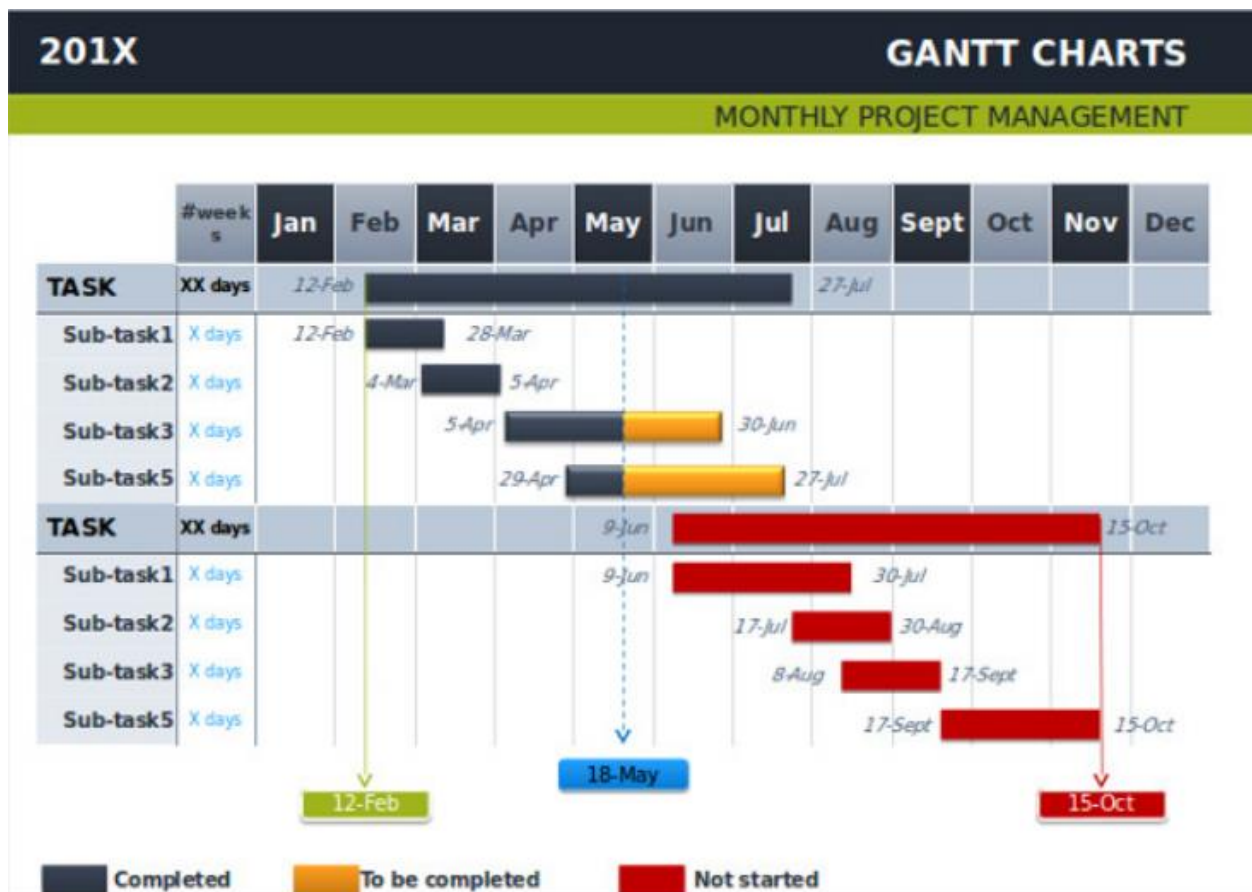 201X
GANTT CHARTS
MONTHLY PROJECT MANAGEMENT
#week
s
Jan Feb Mar Apr May Jun Jul Aug Sept Oct Nov Dec
TASK XX days 12-Feb 27-Jul
Sub-task1 X days 12-Feb 28-Mar
Sub-task2 X days 4-Mar 5-Apr
Sub-task3 X days 5-Apr 30-Jun
Sub-task5 X days 29-Apr 27-Jul
TASK XX days 9-Jun 15-Oct
Sub-task1 X days 9-Jun 30-Jul
Sub-task2 X days 17-Jul 30-Aug
Sub-task3 X days 8-Aug 17-Sept
Sub-task5 X days 17-Sept 15-Oct
18-May
12-Feb 15-Oct
Completed To be completed Not started